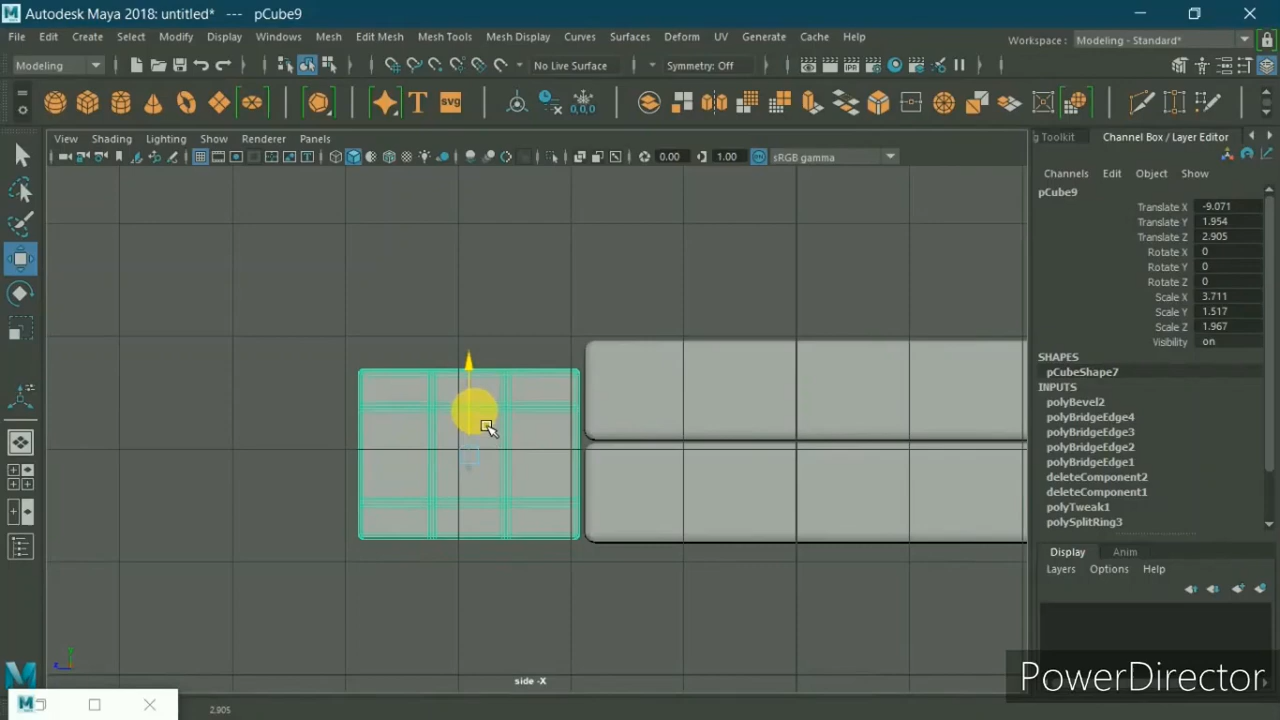 Autodesk Maya 2018: untitled* --- pCube9
File Edit Create Select Modify Display Windows Mesh Edit Mesh Mesh Tools Mesh Display Curves Surfaces Deform UV Generate Cache Help Workspace : Modeling - Standard*
Modeling No Live Surface Symmetry: Off
T svg 0,0,0
View Shading Lighting Show Renderer Panels
0.00 1.00 sRGB gamma
Toolkit Channel Box / Layer Editor
Channels Edit Object Show
pCube9
Translate X -9.071
Translate Y 1.954
Translate Z 2.905
Rotate X 0
Rotate Y 0
Rotate Z 0
Scale X 3.711
Scale Y 1.517
Scale Z 1.967
Visibility on
SHAPES
pCubeShape7
INPUTS
polyBevel2
polyBridgeEdge4
polyBridgeEdge3
polyBridgeEdge2
polyBridgeEdge1
deleteComponent2
deleteComponent1
polyTweak1
polySplitRing3
Display Anim
Layers Options Help
side -X
PowerDirector
2.905